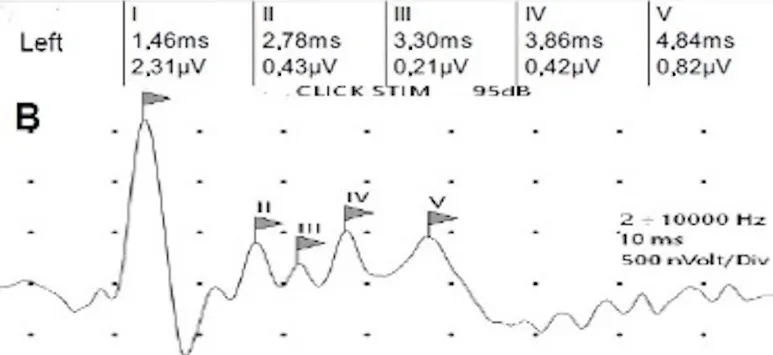 I II III IV V
Left 1,46ms 2,78ms 3,30ms 3,86ms 4,84ms
2,31µV 0,43µV 0,21µV 0,42µV 0,82µV
CLICK STIM 95dB
B
IV
II V
III
2 ÷ 10000 Hz
10 ms
500 nVolt/Div